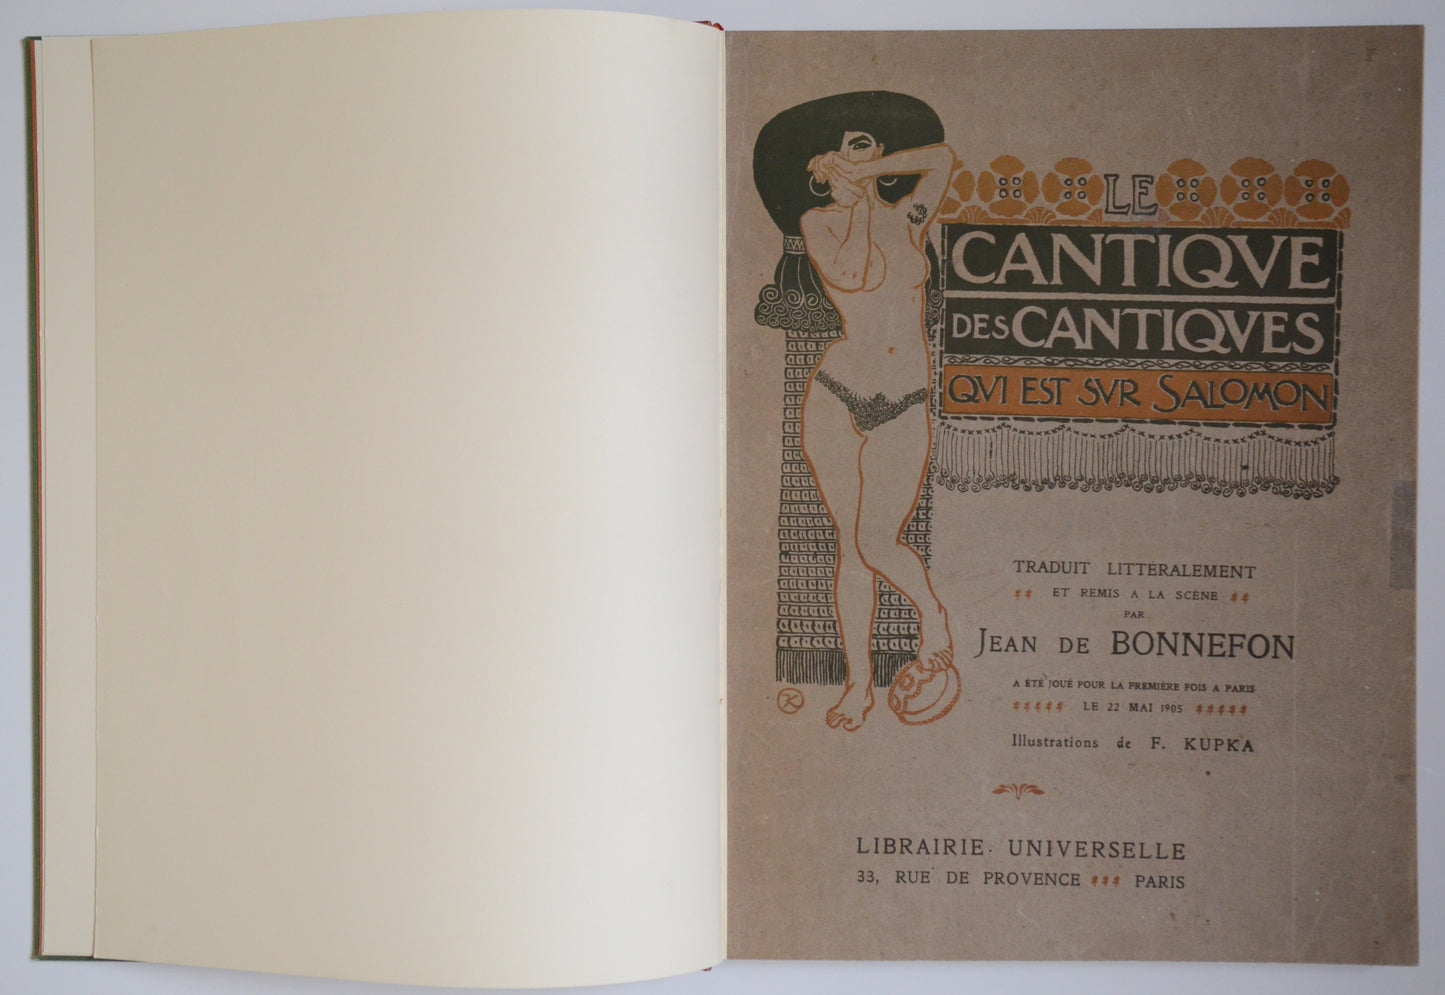 LE
CANTIQVE
DES CANTIQVES
QVI EST SVR SALOMON
TRADUIT LITTÉRALEMENT
ET REMIS A LA SCÈNE
PAR
JEAN DE BONNEFON
A ÉTÉ JOUÉ POUR LA PREMIÈRE FOIS A PARIS
LE 22 MAI 1905
Illustrations de F. KUPKA
LIBRAIRIE UNIVERSELLE
33, RUE DE PROVENCE PARIS